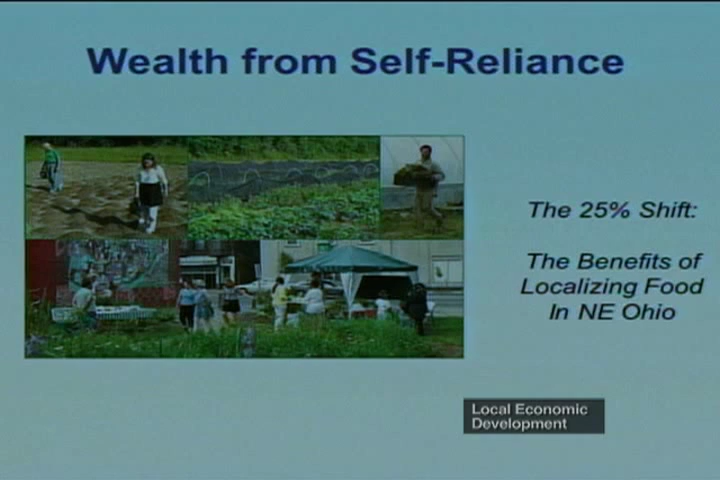 Wealth from Self-Reliance
The 25% Shift:
The Benefits of
Localizing Food
In NE Ohio
Local Economic
Development